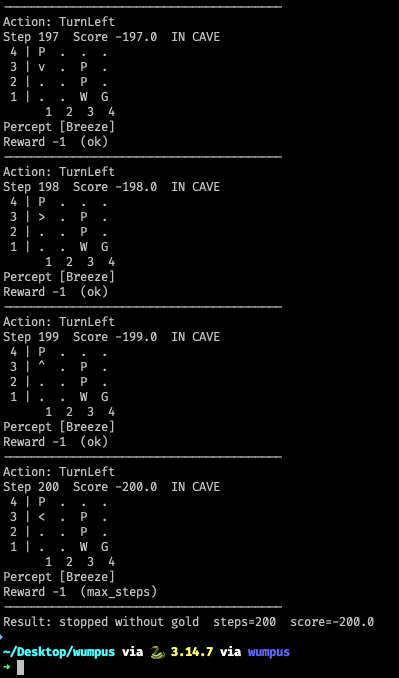 ----------------------------------------
Action: TurnLeft
Step 197  Score -197.0  IN CAVE
 4 | P  .  .  .
 3 | v  .  P  .
 2 | .  .  P  .
 1 | .  .  W  G
      1  2  3  4
Percept [Breeze]
Reward -1  (ok)
----------------------------------------
Action: TurnLeft
Step 198  Score -198.0  IN CAVE
 4 | P  .  .  .
 3 | >  .  P  .
 2 | .  .  P  .
 1 | .  .  W  G
      1  2  3  4
Percept [Breeze]
Reward -1  (ok)
----------------------------------------
Action: TurnLeft
Step 199  Score -199.0  IN CAVE
 4 | P  .  .  .
 3 | ^  .  P  .
 2 | .  .  P  .
 1 | .  .  W  G
      1  2  3  4
Percept [Breeze]
Reward -1  (ok)
----------------------------------------
Action: TurnLeft
Step 200  Score -200.0  IN CAVE
 4 | P  .  .  .
 3 | <  .  P  .
 2 | .  .  P  .
 1 | .  .  W  G
      1  2  3  4
Percept [Breeze]
Reward -1  (max_steps)
----------------------------------------
Result: stopped without gold  steps=200  score=-200.0

~/Desktop/wumpus via 🐍 3.14.7 via wumpus
➜